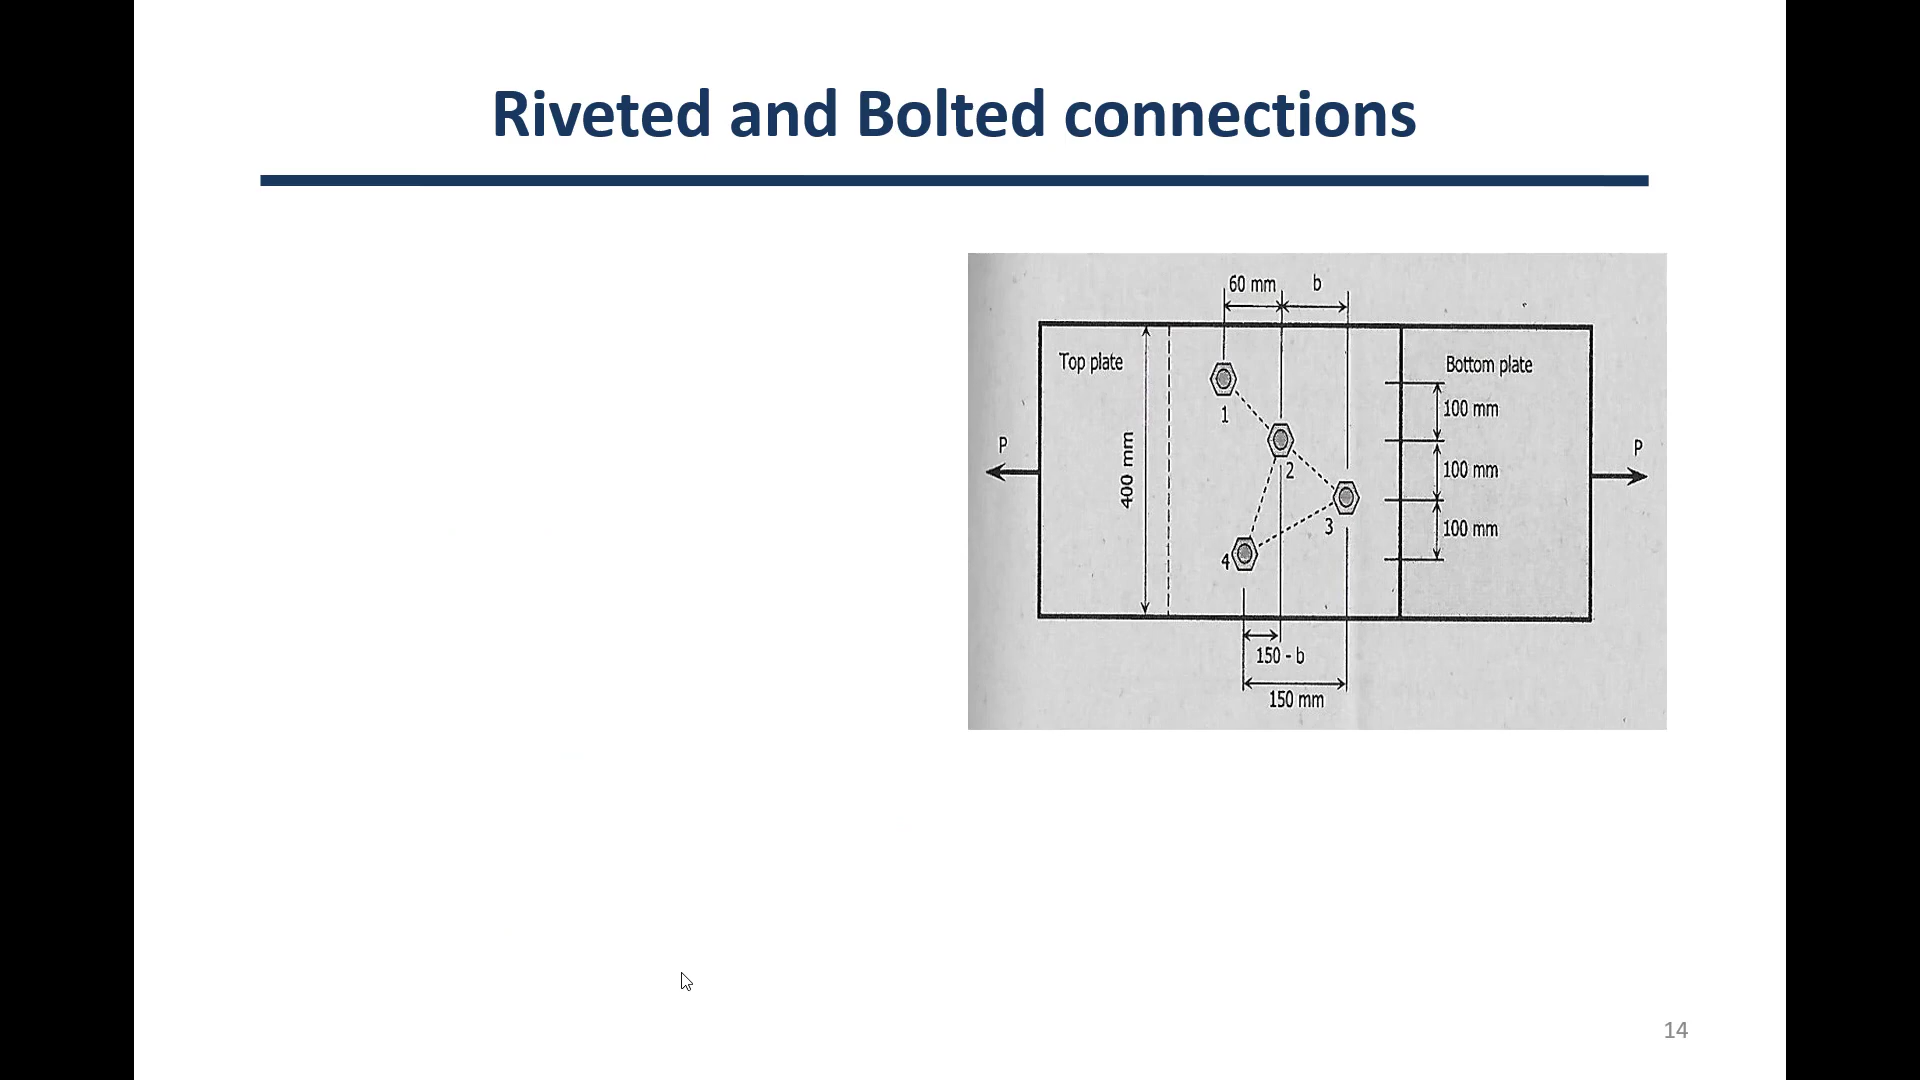 Riveted and Bolted connections
60 mm b
Top plate
Bottom plate
1
100 mm
P
400 mm
2
100 mm
P
3
100 mm
4
150 - b
150 mm
14